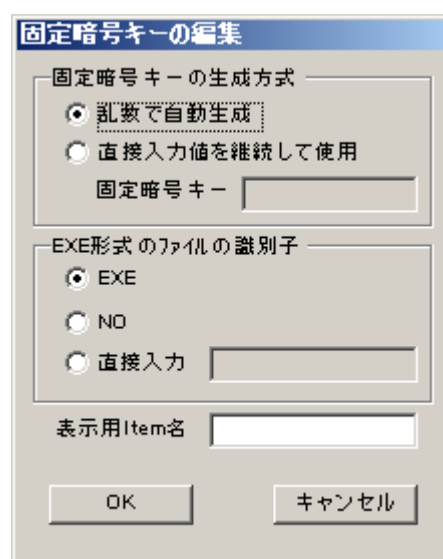 固定暗号キーの編集
固定暗号キーの生成方式
乱数で自動生成
直接入力値を継続して使用
固定暗号キー
EXE形式のファイルの識別子
EXE
NO
直接入力
表示用Item名
OK
キャンセル